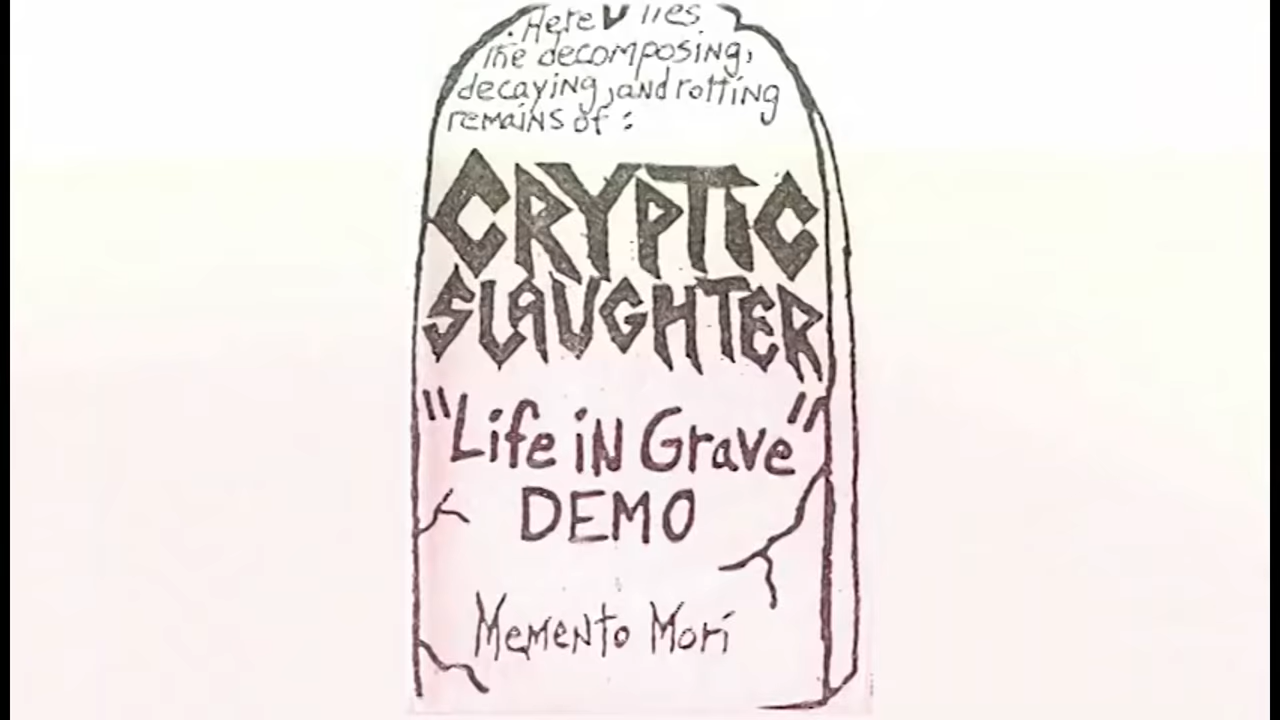 Here lies
The decomposing,
decaying, and rotting
remains of :
CRYPTIC
SLAUGHTER
"Life in Grave"
DEMO
Memento Mori